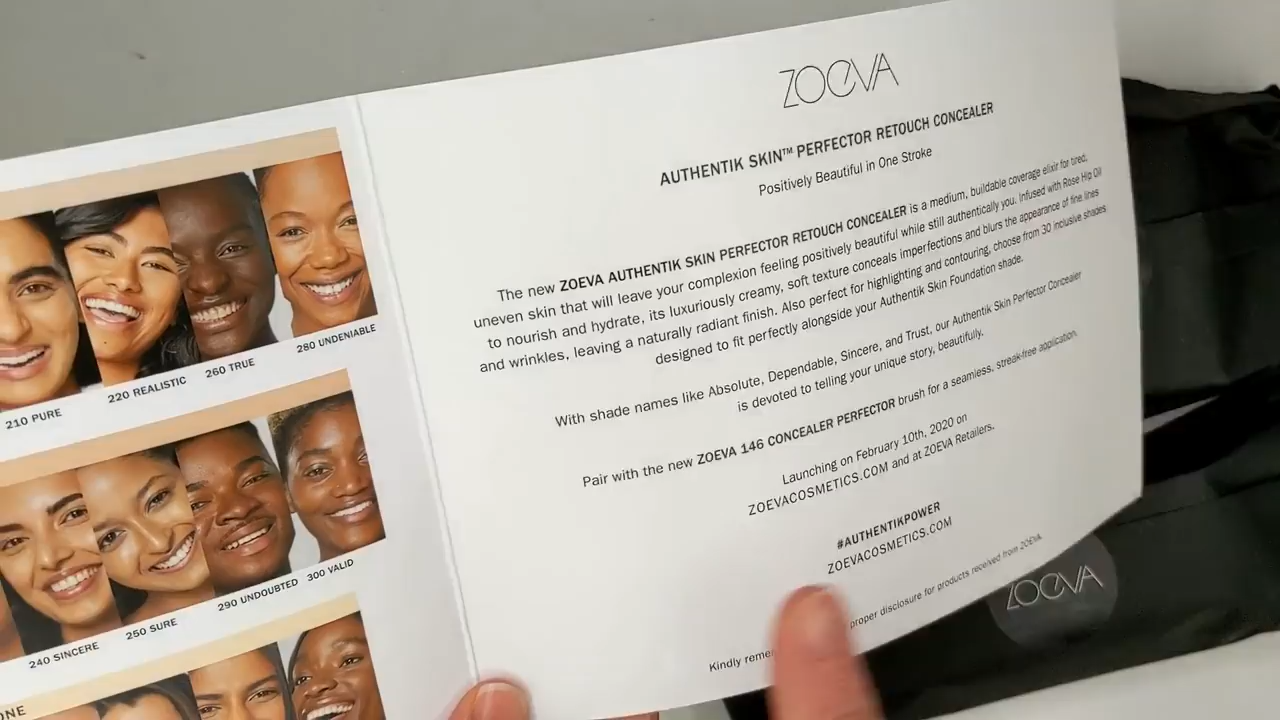 210 PURE
220 REALISTIC
260 TRUE
280 UNDENIABLE
240 SINCERE
250 SURE
290 UNDOUBTED
300 VALID
ONE
ZOEVA
AUTHENTIK SKIN™ PERFECTOR RETOUCH CONCEALER
Positively Beautiful in One Stroke
The new ZOEVA AUTHENTIK SKIN PERFECTOR RETOUCH CONCEALER is a medium, buildable coverage elixir for tired,
uneven skin that will leave your complexion feeling positively beautiful while still authentically you. Infused with Rose Hip Oil
to nourish and hydrate, its luxuriously creamy, soft texture conceals imperfections and blurs the appearance of fine lines
and wrinkles, leaving a naturally radiant finish. Also perfect for highlighting and contouring, choose from 30 inclusive shades
designed to fit perfectly alongside your Authentik Skin Foundation shade.
With shade names like Absolute, Dependable, Sincere, and Trust, our Authentik Skin Perfector Concealer
is devoted to telling your unique story, beautifully.
Pair with the new ZOEVA 146 CONCEALER PERFECTOR brush for a seamless, streak-free application.
Launching on February 10th, 2020 on
ZOEVACOSMETICS.COM and at ZOEVA Retailers.
#AUTHENTIKPOWER
ZOEVACOSMETICS.COM
Kindly proper disclosure for products received from ZOEVA
ZOEVA